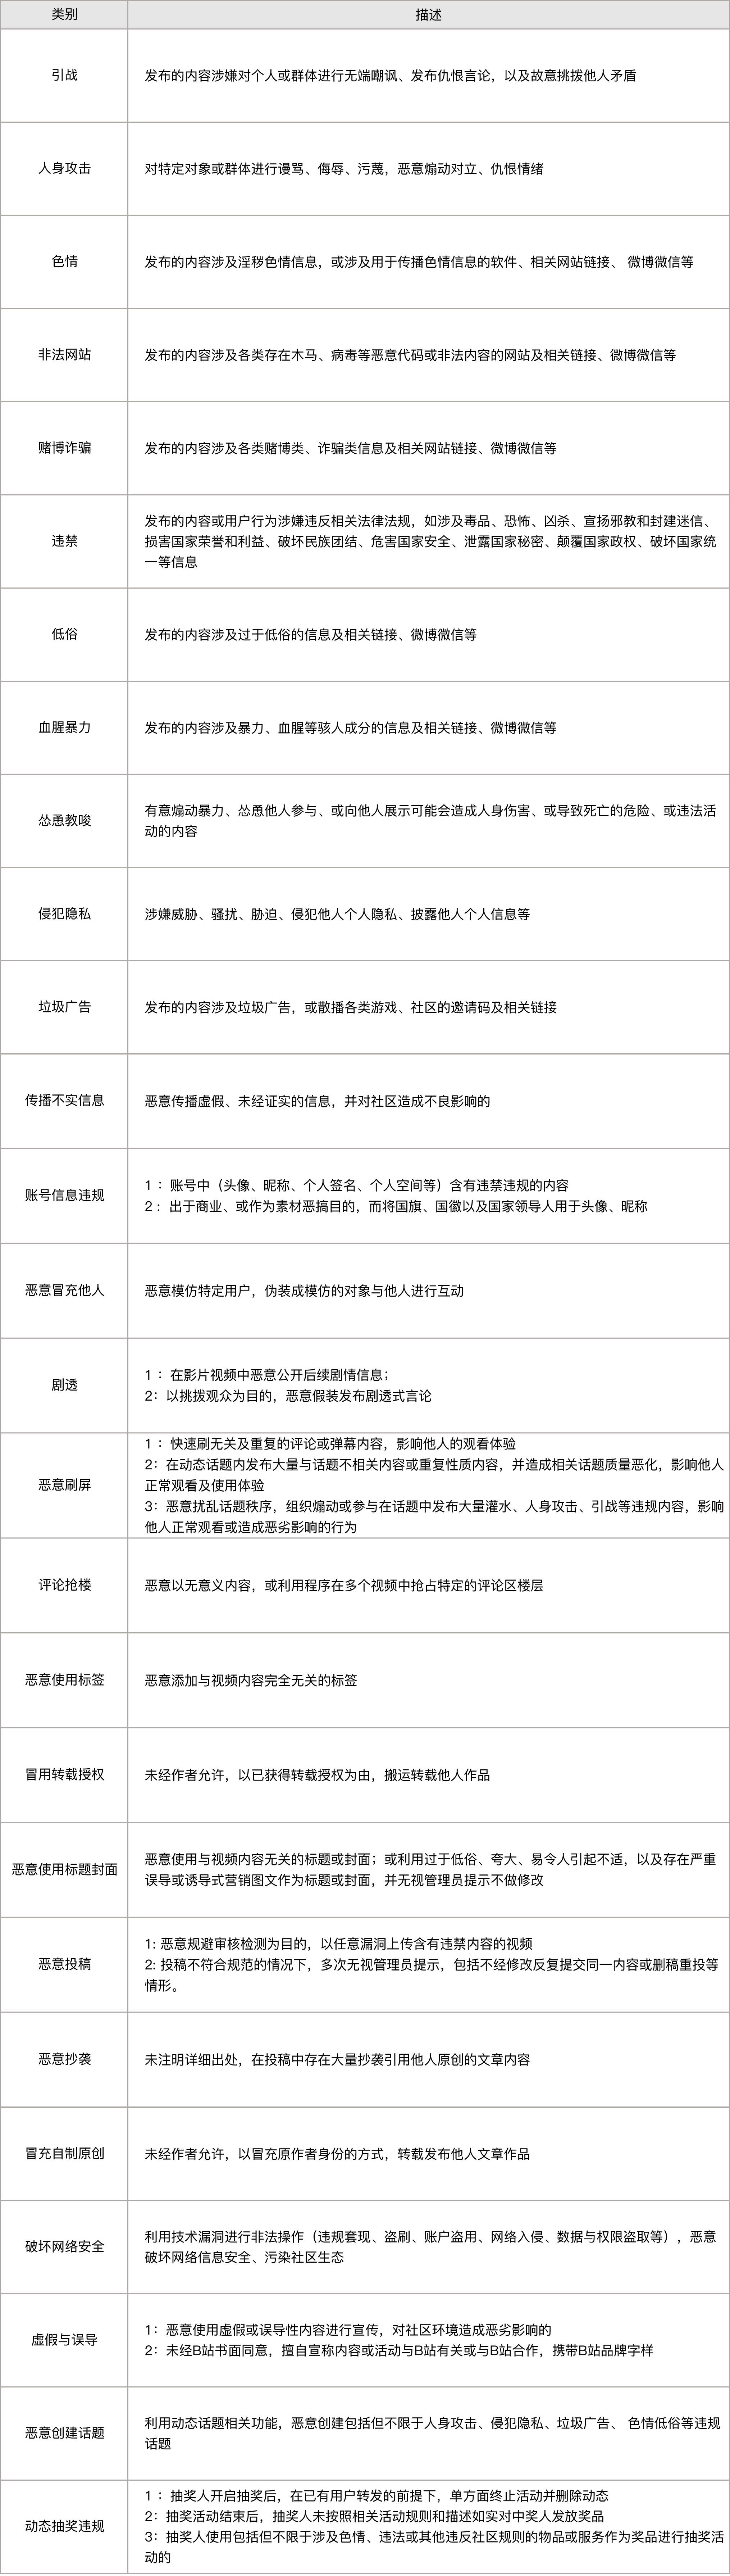 类别
描述
引战
发布的内容涉嫌对个人或群体进行无端嘲讽、发布仇恨言论，以及故意挑拨他人矛盾
人身攻击
对特定对象或群体进行谩骂、侮辱、污蔑，恶意煽动对立、仇恨情绪
色情
发布的内容涉及淫秽色情信息，或涉及用于传播色情信息的软件、相关网站链接、 微博微信等
非法网站
发布的内容涉及各类存在木马、病毒等恶意代码或非法内容的网站及相关链接、微博微信等
赌博诈骗
发布的内容涉及各类赌博类、诈骗类信息及相关网站链接、微博微信等
违禁
发布的内容或用户行为涉嫌违反相关法律法规，如涉及毒品、恐怖、凶杀、宣扬邪教和封建迷信、
损害国家荣誉和利益、破坏民族团结、危害国家安全、泄露国家秘密、颠覆国家政权、破坏国家统
一等信息
低俗
发布的内容涉及过于低俗的信息及相关链接、微博微信等
血腥暴力
发布的内容涉及暴力、血腥等骇人成分的信息及相关链接、微博微信等
怂恿教唆
有意煽动暴力、怂恿他人参与、或向他人展示可能会造成人身伤害、或导致死亡的危险、或违法活
动的内容
侵犯隐私
涉嫌威胁、骚扰、胁迫、侵犯他人个人隐私、披露他人个人信息等
垃圾广告
发布的内容涉及垃圾广告，或散播各类游戏、社区的邀请码及相关链接
传播不实信息
恶意传播虚假、未经证实的信息，并对社区造成不良影响的
账号信息违规
1 ：账号中（头像、昵称、个人签名、个人空间等）含有违禁违规的内容
2 ：出于商业、或作为素材恶搞目的，而将国旗、国徽以及国家领导人用于头像、昵称
恶意冒充他人
恶意模仿特定用户，伪装成模仿的对象与他人进行互动
剧透
1 ：在影片视频中恶意公开后续剧情信息；
2：以挑拨观众为目的，恶意假装发布剧透式言论
恶意刷屏
1 ：快速刷无关及重复的评论或弹幕内容，影响他人的观看体验
2：在动态话题内发布大量与话题不相关内容或重复性质内容，并造成相关话题质量恶化，影响他人
正常观看及使用体验
3：恶意扰乱话题秩序，组织煽动或参与在话题中发布大量灌水、人身攻击、引战等违规内容，影响
他人正常观看或造成恶劣影响的行为
评论抢楼
恶意以无意义内容，或利用程序在多个视频中抢占特定的评论区楼层
恶意使用标签
恶意添加与视频内容完全无关的标签
冒用转载授权
未经作者允许，以已获得转载授权为由，搬运转载他人作品
恶意使用标题封面
恶意使用与视频内容无关的标题或封面；或利用过于低俗、夸大、易令人引起不适，以及存在严重
误导或诱导式营销图文作为标题或封面，并无视管理员提示不做修改
恶意投稿
1: 恶意规避审核检测为目的，以任意漏洞上传含有违禁内容的视频
2: 投稿不符合规范的情况下，多次无视管理员提示，包括不经修改反复提交同一内容或删稿重投等
情形。
恶意抄袭
未注明详细出处，在投稿中存在大量抄袭引用他人原创的文章内容
冒充自制原创
未经作者允许，以冒充原作者身份的方式，转载发布他人文章作品
破坏网络安全
利用技术漏洞进行非法操作（违规套现、盗刷、账户盗用、网络入侵、数据与权限盗取等），恶意
破坏网络信息安全、污染社区生态
虚假与误导
1：恶意使用虚假或误导性内容进行宣传，对社区环境造成恶劣影响的
2：未经B站书面同意，擅自宣称内容或活动与B站有关或与B站合作，携带B站品牌字样
恶意创建话题
利用动态话题相关功能，恶意创建包括但不限于人身攻击、侵犯隐私、垃圾广告、 色情低俗等违规
话题
动态抽奖违规
1 ：抽奖人开启抽奖后，在已有用户转发的前提下，单方面终止活动并删除动态
2：抽奖活动结束后，抽奖人未按照相关活动规则和描述如实对中奖人发放奖品
3：抽奖人使用包括但不限于涉及色情、违法或其他违反社区规则的物品或服务作为奖品进行抽奖活
动的